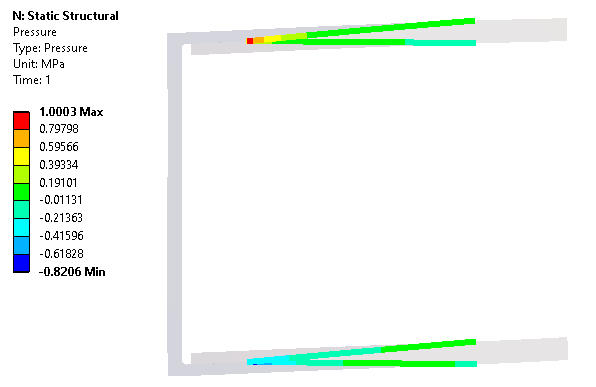 N: Static Structural
Pressure
Type: Pressure
Unit: MPa
Time: 1
1.0003 Max
0.79798
0.59566
0.39334
0.19101
-0.01131
-0.21363
-0.41596
-0.61828
-0.8206 Min